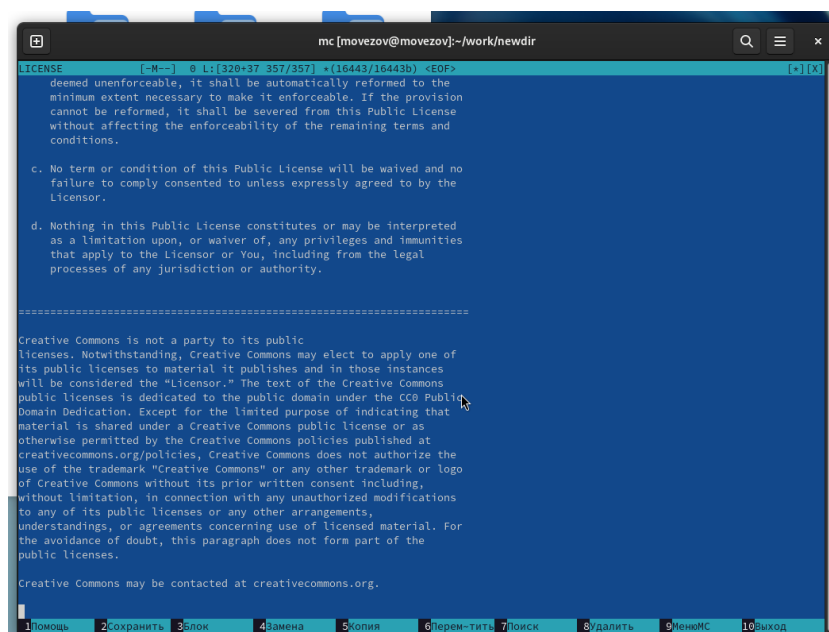 mc [movezov@movezov]:~/work/newdir
LICENSE [-M--] 0 L:[320+37 357/357] *(16443/16443b) <EOF> [*][X]
deemed unenforceable, it shall be automatically reformed to the
minimum extent necessary to make it enforceable. If the provision
cannot be reformed, it shall be severed from this Public License
without affecting the enforceability of the remaining terms and
conditions.
c. No term or condition of this Public License will be waived and no
failure to comply consented to unless expressly agreed to by the
Licensor.
d. Nothing in this Public License constitutes or may be interpreted
as a limitation upon, or waiver of, any privileges and immunities
that apply to the Licensor or You, including from the legal
processes of any jurisdiction or authority.
=======================================================================
Creative Commons is not a party to its public
licenses. Notwithstanding, Creative Commons may elect to apply one of
its public licenses to material it publishes and in those instances
will be considered the “Licensor.” The text of the Creative Commons
public licenses is dedicated to the public domain under the CC0 Public
Domain Dedication. Except for the limited purpose of indicating that
material is shared under a Creative Commons public license or as
otherwise permitted by the Creative Commons policies published at
creativecommons.org/policies, Creative Commons does not authorize the
use of the trademark "Creative Commons" or any other trademark or logo
of Creative Commons without its prior written consent including,
without limitation, in connection with any unauthorized modifications
to any of its public licenses or any other arrangements,
understandings, or agreements concerning use of licensed material. For
the avoidance of doubt, this paragraph does not form part of the
public licenses.
Creative Commons may be contacted at creativecommons.org.
1Помощь 2Сохранить 3Блок 4Замена 5Копия 6Перем~тить 7Поиск 8Удалить 9МенюMC 10Выход